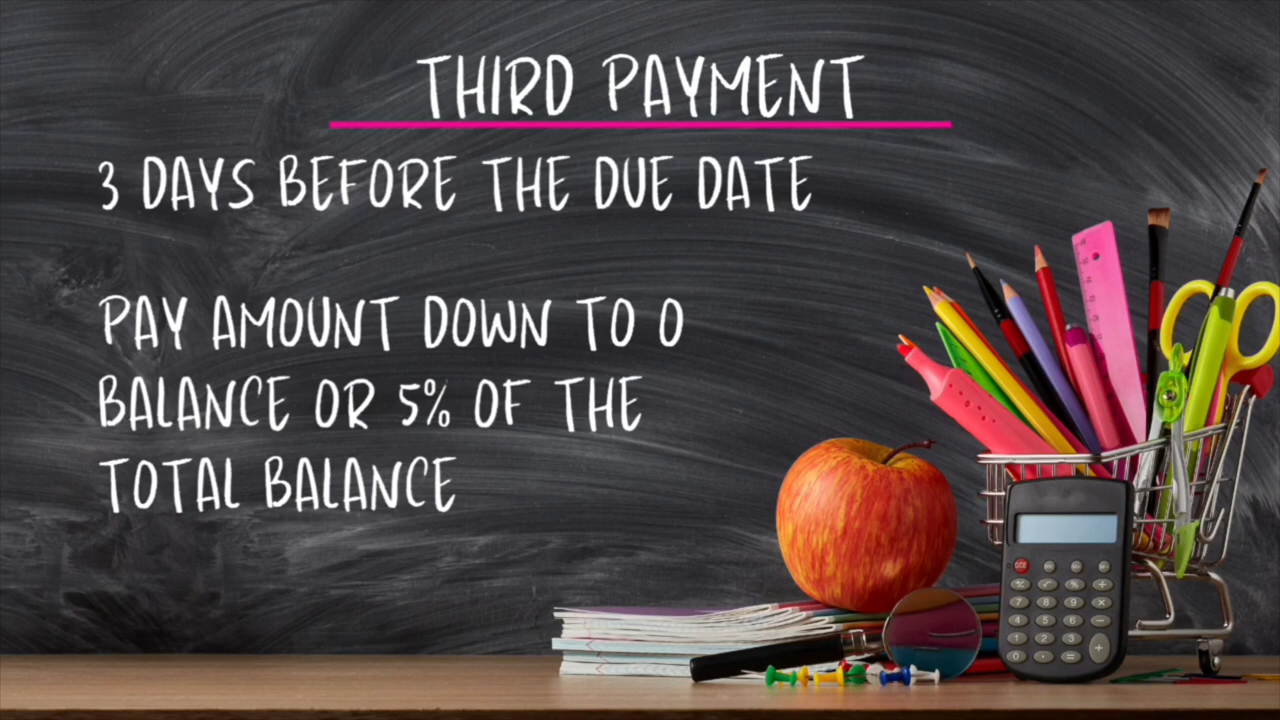 THIRD PAYMENT
3 DAYS BEFORE THE DUE DATE
PAY AMOUNT DOWN TO 0
BALANCE OR 5% OF THE
TOTAL BALANCE